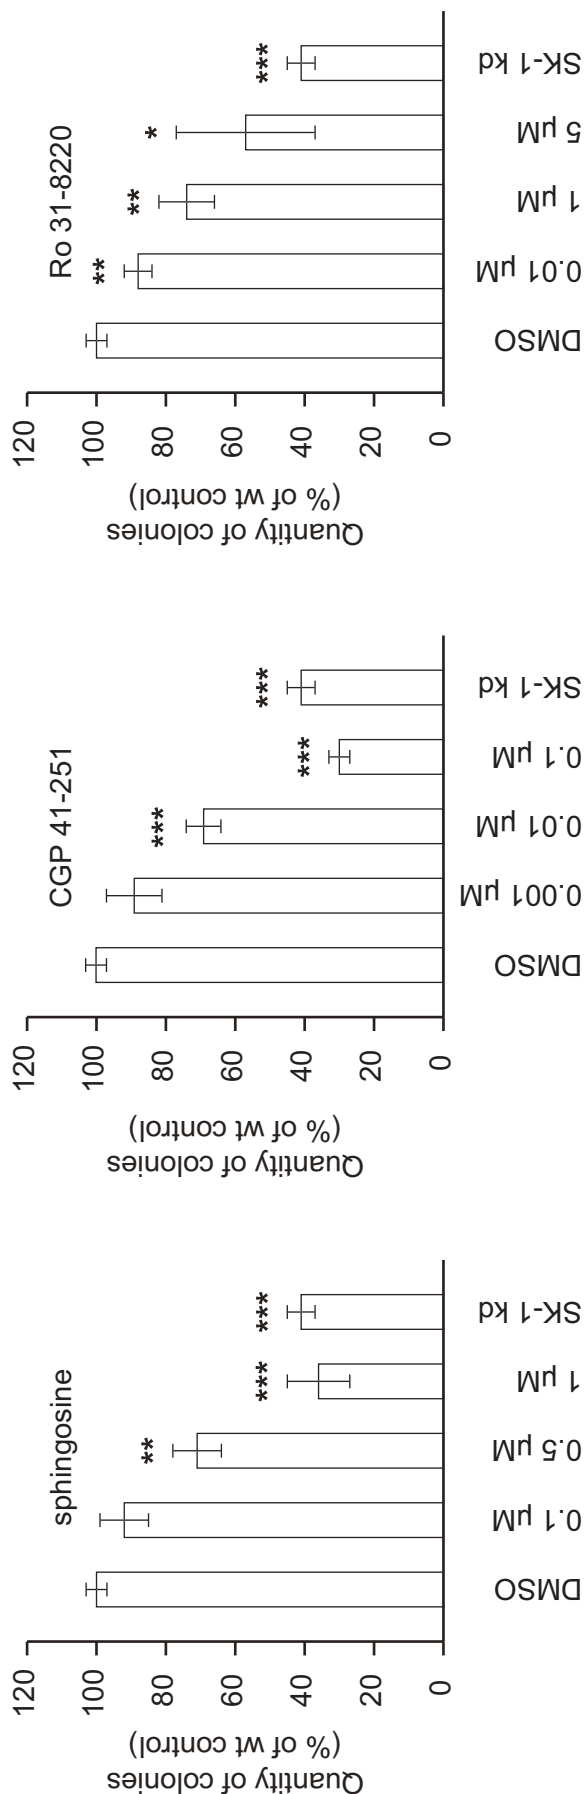 sphingosine
Quantity of colonies
(% of wt control)
120
100
80
60
40
20
0
**
***
***
DMSO
0.1 µM
0.5 µM
1 µM
SK-1 kd
CGP 41-251
Quantity of colonies
(% of wt control)
120
100
80
60
40
20
0
***
***
***
DMSO
0.001 µM
0.01 µM
0.1 µM
SK-1 kd
Ro 31-8220
Quantity of colonies
(% of wt control)
120
100
80
60
40
20
0
**
**
*
***
DMSO
0.01 µM
1 µM
5 µM
SK-1 kd